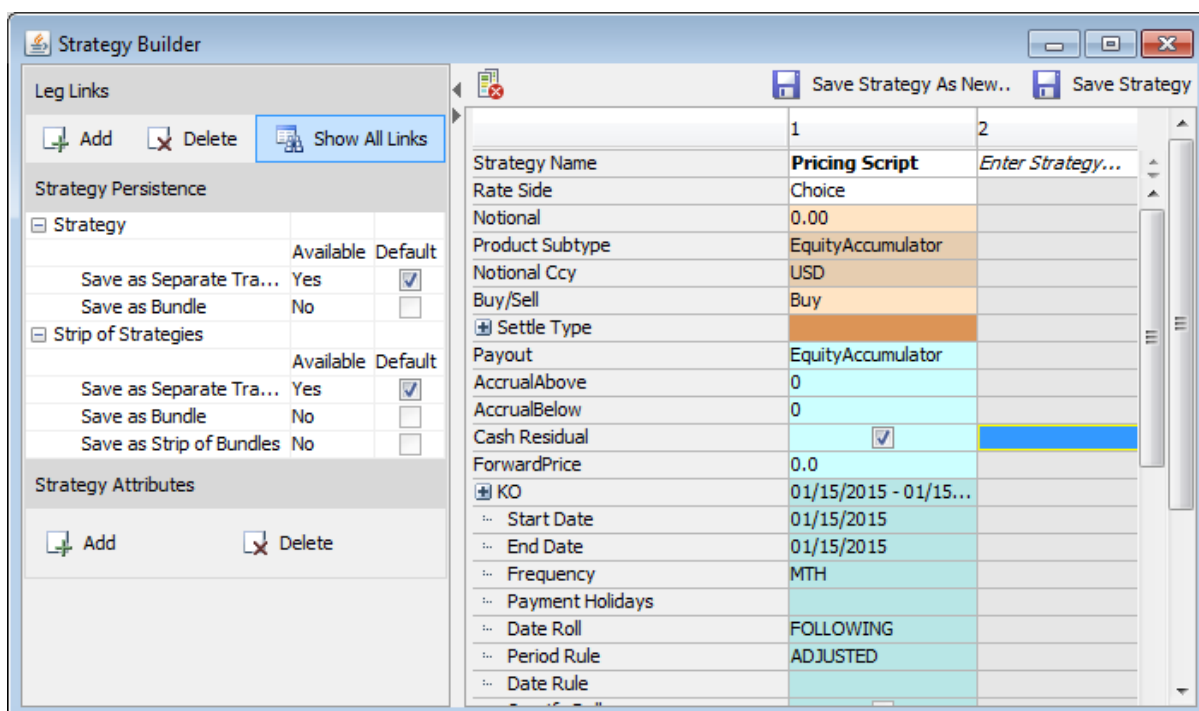 Strategy Builder
Leg Links
Add Delete Show All Links
Strategy Persistence
Strategy
Available Default
Save as Separate Tra... Yes
Save as Bundle No
Strip of Strategies
Available Default
Save as Separate Tra... Yes
Save as Bundle No
Save as Strip of Bundles No
Strategy Attributes
Add Delete
Save Strategy As New.. Save Strategy
1 2
Strategy Name Pricing Script Enter Strategy...
Rate Side Choice
Notional 0.00
Product Subtype EquityAccumulator
Notional Ccy USD
Buy/Sell Buy
Settle Type
Payout EquityAccumulator
AccrualAbove 0
AccrualBelow 0
Cash Residual
ForwardPrice 0.0
KO 01/15/2015 - 01/15...
Start Date 01/15/2015
End Date 01/15/2015
Frequency MTH
Payment Holidays
Date Roll FOLLOWING
Period Rule ADJUSTED
Date Rule